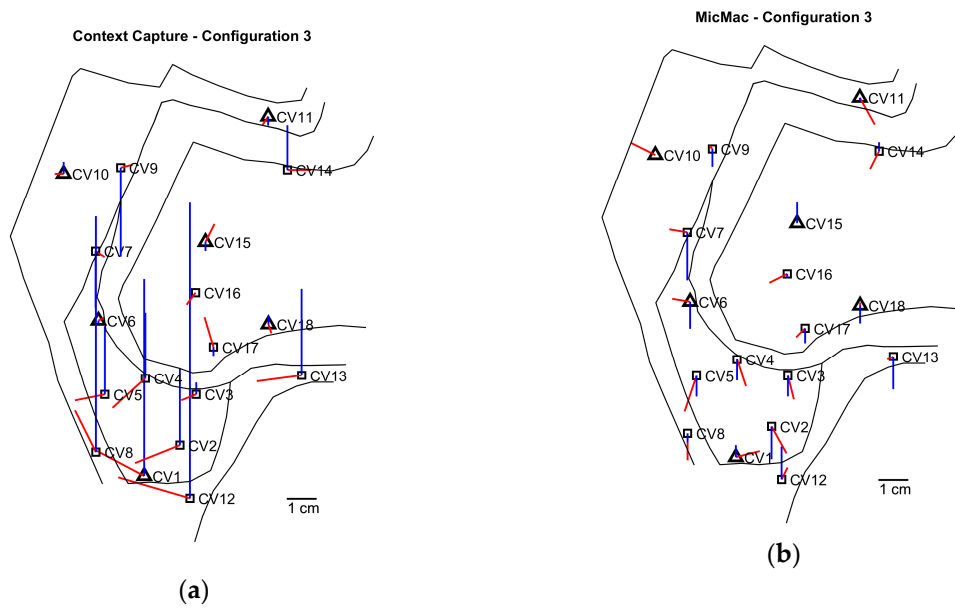 Context Capture - Configuration 3
CV11
CV9
CV14
CV10
CV15
CV7
CV16
CV6
CV18
CV17
CV4
CV13
CV5
CV3
CV2
CV8
CV1
CV12
1 cm
(a)
MicMac - Configuration 3
CV11
CV9
CV14
CV10
CV15
CV7
CV16
CV6
CV18
CV17
CV4
CV13
CV5
CV3
CV2
CV8
CV1
CV12
1 cm
(b)